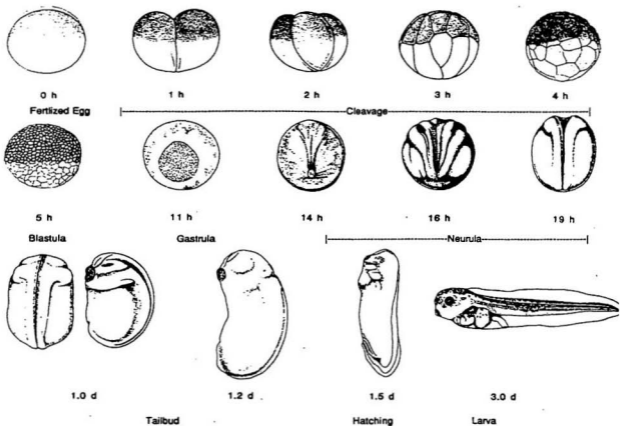 0 h 1 h 2 h 3 h 4 h
Fertlized Egg Cleavage
5 h 11 h 14 h 16 h 19 h
Blastula Gastrula Neurula
1.0 d 1.2 d 1.5 d 3.0 d
Tailbud Hatching Larva